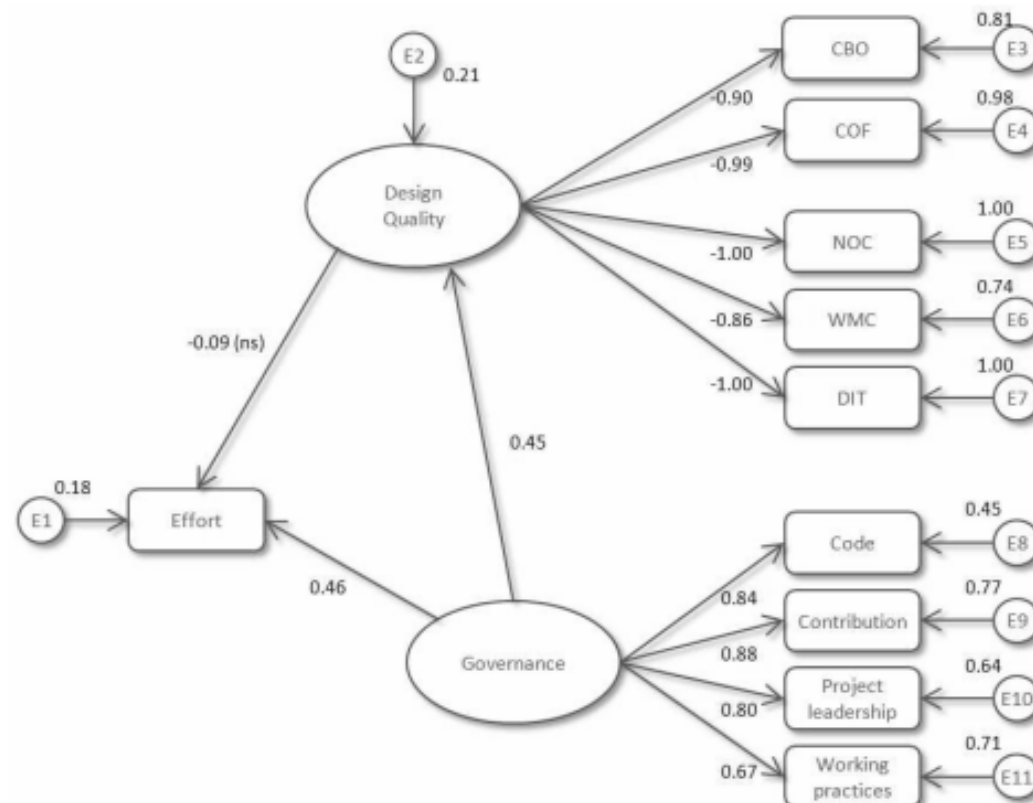 0.81
CBO
E3
E2
0.21
-0.90
0.98
COF
E4
-0.99
Design
Quality
1.00
NOC
E5
-1.00
0.74
-0.86
WMC
E6
-0.09 (ns)
1.00
-1.00
DIT
E7
0.45
0.18
E1
Effort
0.45
Code
E8
0.46
0.84
0.77
Contribution
E9
0.88
Governance
0.64
Project
leadership
E10
0.80
0.71
0.67
Working
practices
E11